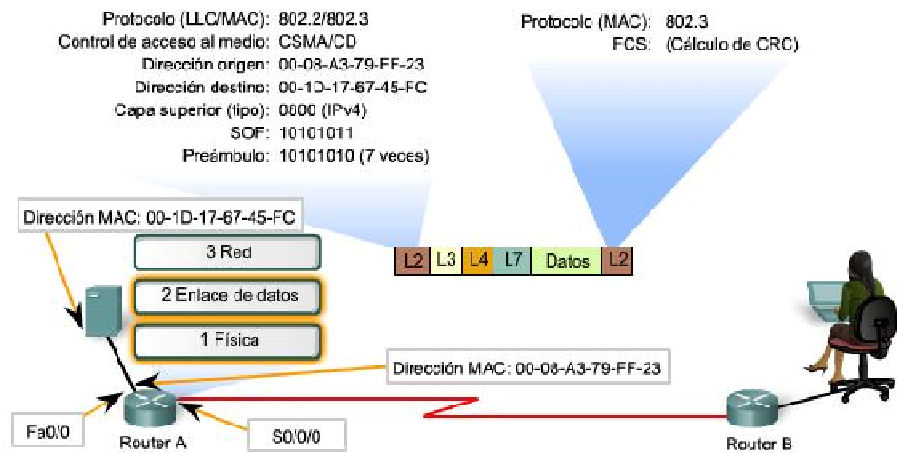 Protocolo (LLC/MAC): 802.2/802.3
Control de acceso al medio: CSMA/CD
Dirección origen: 00-08-A3-79-FF-23
Dirección destino: 00-1D-17-67-45-FC
Capa superior (tipo): 0800 (IPv4)
SOF: 10101011
Preámbulo: 10101010 (7 veces)
Protocolo (MAC): 802.3
FCS: (Cálculo de CRC)
Dirección MAC: 00-1D-17-67-45-FC
3 Red
2 Enlace de datos
1 Física
L2 L3 L4 L7 Datos L2
Dirección MAC: 00-08-A3-79-FF-23
Fa0/0
Router A
S0/0/0
Router B